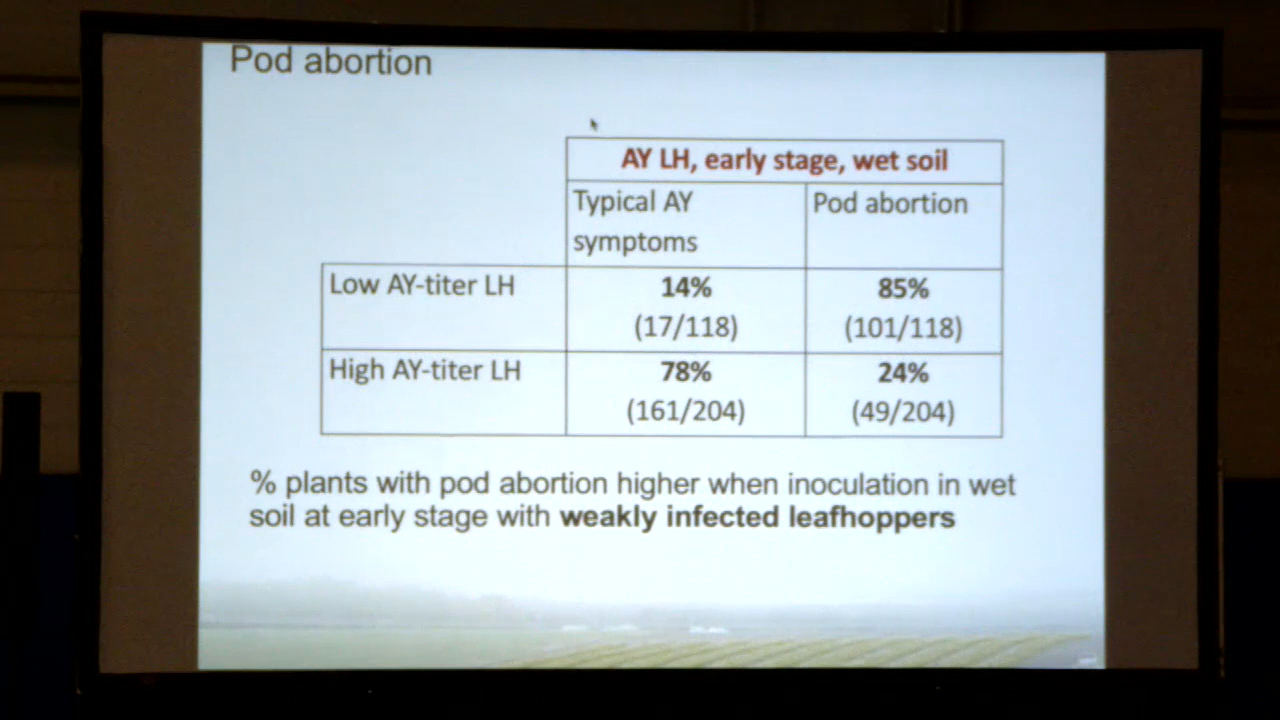 Pod abortion
AY LH, early stage, wet soil
Typical AY
symptoms
Pod abortion
Low AY-titer LH
14%
(17/118)
85%
(101/118)
High AY-titer LH
78%
(161/204)
24%
(49/204)
% plants with pod abortion higher when inoculation in wet
soil at early stage with weakly infected leafhoppers